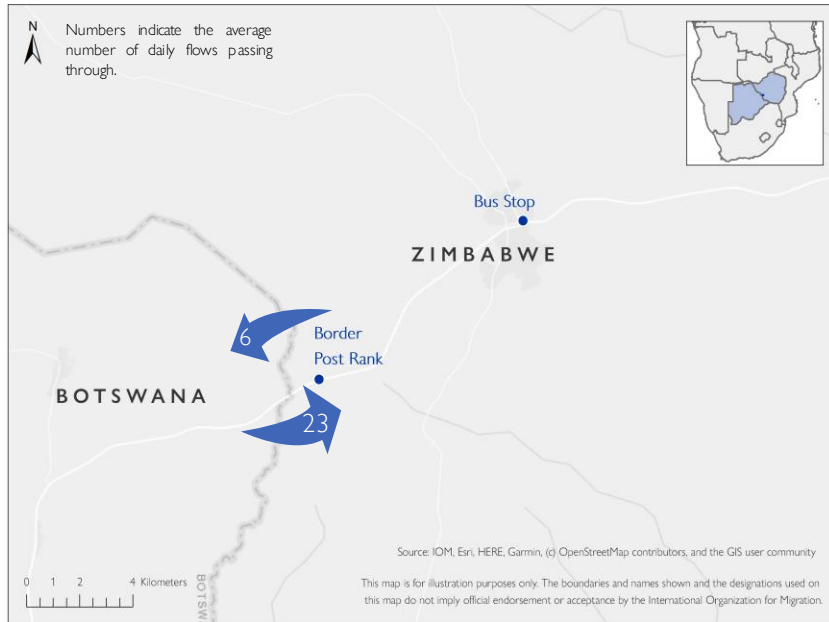 N
Numbers indicate the average
number of daily flows passing
through.
Bus Stop
ZIMBABWE
6
Border
Post Rank
BOTSWANA
23
Source: IOM, Esri, HERE, Garmin, (c) OpenStreetMap contributors, and the GIS user community
0 1 2 4 Kilometers
This map is for illustration purposes only. The boundaries and names shown and the designations used on
this map do not imply official endorsement or acceptance by the International Organization for Migration.
BOTSW